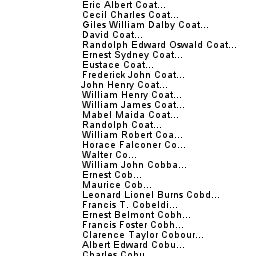 Eric Albert Coat...
Cecil Charles Coat...
Giles William Dalby Coat...
David Coat...
Randolph Edward Oswald Coat...
Ernest Sydney Coat...
Eustace Coat...
Frederick John Coat...
John Henry Coat...
William Henry Coat...
William James Coat...
Mabel Maida Coat...
Randolph Coat...
William Robert Coa...
Horace Falconer Co...
Walter Co...
William John Cobba...
Ernest Cob...
Maurice Cob...
Leonard Lionel Burns Cobd...
Francis T. Cobeldi...
Ernest Belmont Cobh...
Francis Foster Cobh...
Clarence Taylor Cobour...
Albert Edward Cobu...
Charles Cobu...